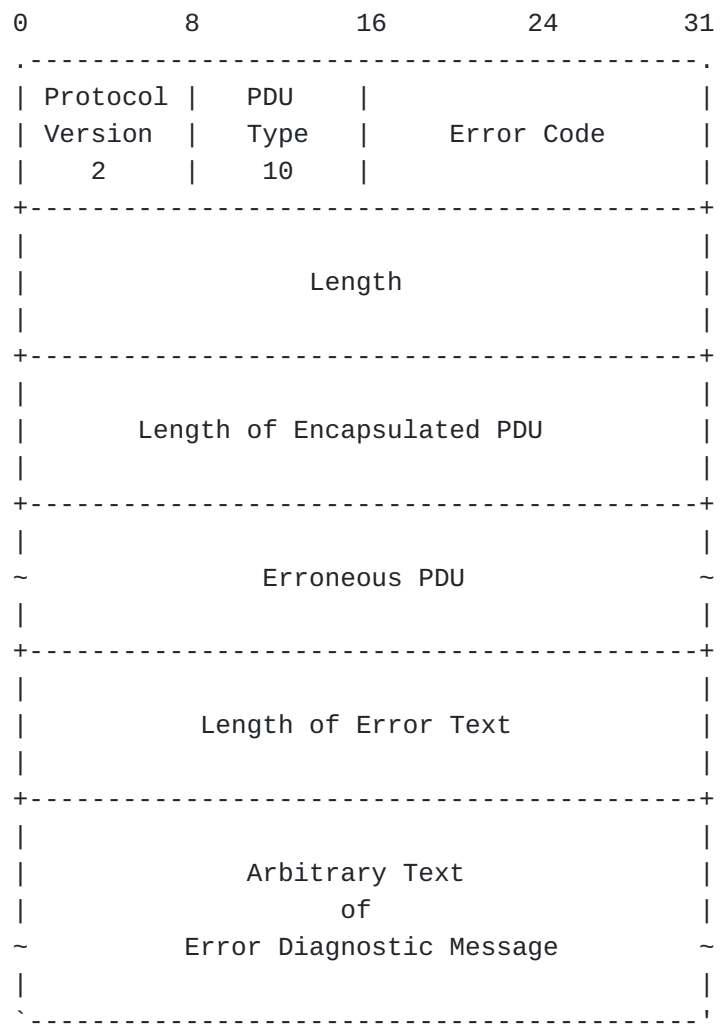 0          8          16         24        31
.-------------------------------------------.
| Protocol |   PDU    |                     |
| Version  |   Type   |     Error Code      |
|    2     |    10    |                     |
+-------------------------------------------+
|                                           |
|                  Length                   |
|                                           |
+-------------------------------------------+
|                                           |
|       Length of Encapsulated PDU          |
|                                           |
+-------------------------------------------+
|                                           |
~               Erroneous PDU               ~
|                                           |
+-------------------------------------------+
|                                           |
|           Length of Error Text            |
|                                           |
+-------------------------------------------+
|                                           |
|              Arbitrary Text               |
|                    of                     |
~          Error Diagnostic Message         ~
|                                           |
`-------------------------------------------'